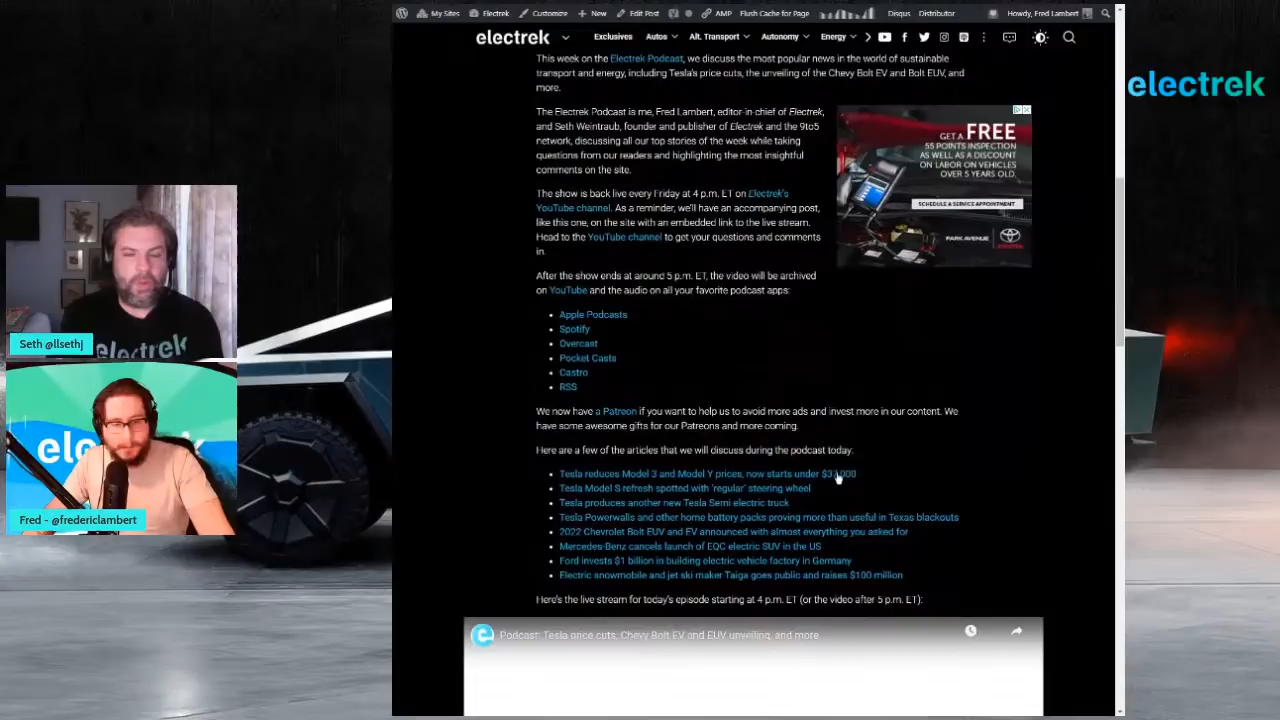 My Sites
Electrek
Customize
New
Edit Post
AMP
Flush Cache for Page
Disqus
Distributor
Howdy, Fred Lambert
electrek
Exclusives
Autos
Alt. Transport
Autonomy
Energy
This week on the Electrek Podcast, we discuss the most popular news in the world of sustainable
transport and energy, including Tesla's price cuts, the unveiling of the Chevy Bolt EV and Bolt EUV, and
more.
The Electrek Podcast is me, Fred Lambert, editor-in-chief of Electrek,
and Seth Weintraub, founder and publisher of Electrek and the 9to5
network, discussing all our top stories of the week while taking
questions from our readers and highlighting the most insightful
comments on the site.
The show is back live every Friday at 4 p.m. ET on Electrek's
YouTube channel. As a reminder, we'll have an accompanying post,
like this one, on the site with an embedded link to the live stream.
Head to the YouTube channel to get your questions and comments
in.
GET A FREE
55 POINTS INSPECTION
AS WELL AS A DISCOUNT
ON LABOR ON VEHICLES
OVER 5 YEARS OLD.
SCHEDULE A SERVICE APPOINTMENT
PARK AVENUE
TOYOTA
After the show ends at around 5 p.m. ET, the video will be archived
on YouTube and the audio on all your favorite podcast apps:
Apple Podcasts
Spotify
Overcast
Pocket Casts
Castro
RSS
We now have a Patreon if you want to help us to avoid more ads and invest more in our content. We
have some awesome gifts for our Patreons and more coming.
Here are a few of the articles that we will discuss during the podcast today:
Tesla reduces Model 3 and Model Y prices, now starts under $37,000
Tesla Model S refresh spotted with 'regular' steering wheel
Tesla produces another new Tesla Semi electric truck
Tesla Powerwalls and other home battery packs proving more than useful in Texas blackouts
2022 Chevrolet Bolt EUV and EV announced with almost everything you asked for
Mercedes-Benz cancels launch of EQC electric SUV in the US
Ford invests $1 billion in building electric vehicle factory in Germany
Electric snowmobile and jet ski maker Taiga goes public and raises $100 million
Here's the live stream for today's episode starting at 4 p.m. ET (or the video after 5 p.m. ET):
Podcast: Tesla price cuts, Chevy Bolt EV and EUV unveiling, and more
electrek
electrek
Seth @llsethj
Fred - @fredericlambert